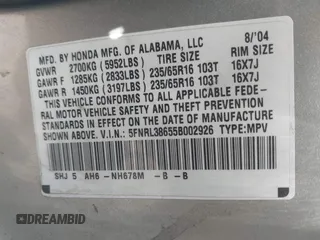 MFD. BY HONDA MFG. OF ALABAMA, LLC 8/'04
GVWR 2700KG (5952LBS) TIRE SIZE RIM SIZE
GAWR F 1285KG (2833LBS) 235/65R16 103T 16X7J
GAWR R 1450KG (3197LBS) 235/65R16 103T 16X7J
THIS VEHICLE CONFORMS TO ALL APPLICABLE FEDE-
RAL MOTOR VEHICLE SAFETY AND THEFT PREVENTION
STANDARDS IN EFFECT ON THE DATE OF MANUFACTURE
SHOWN ABOVE. V.I.N: 5FNRL38655B002926 TYPE:MPV
SHJ 5 AH6 -NH678M -B -B
DREAMBID